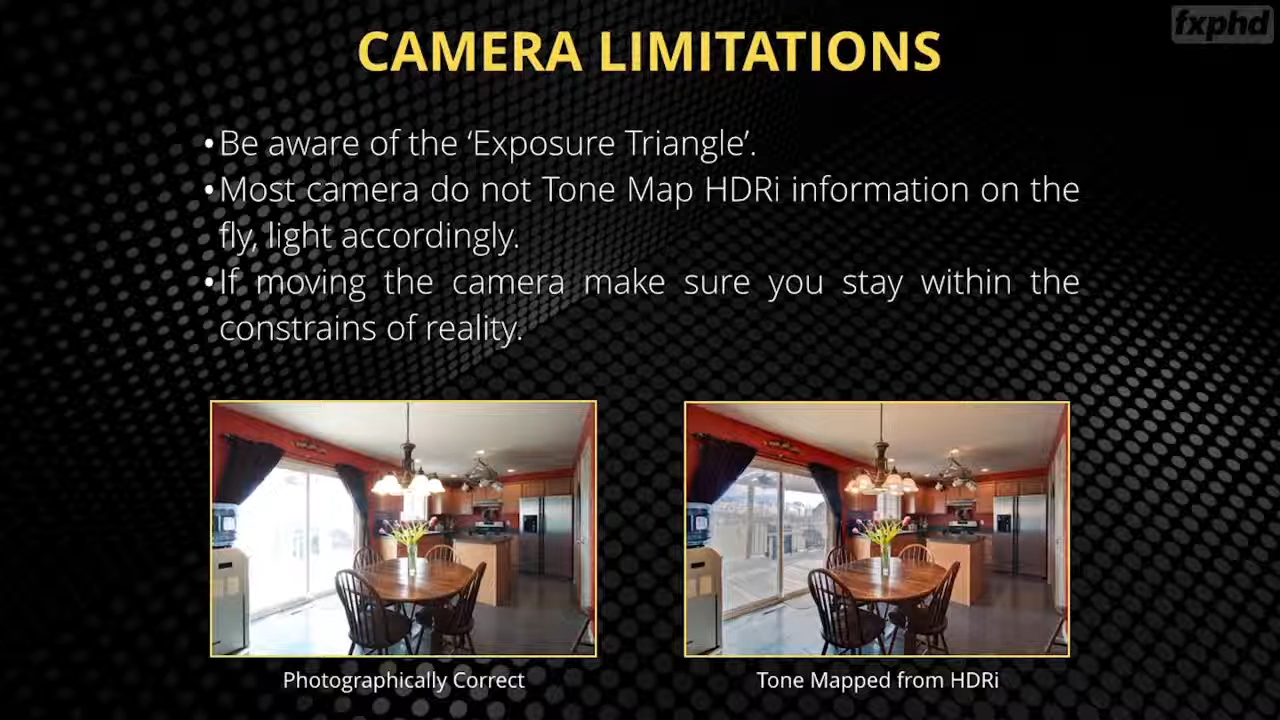 fxphd
CAMERA LIMITATIONS
•Be aware of the ‘Exposure Triangle’.
•Most camera do not Tone Map HDRi information on the
fly, light accordingly.
•If moving the camera make sure you stay within the
constrains of reality.
Photographically Correct
Tone Mapped from HDRi